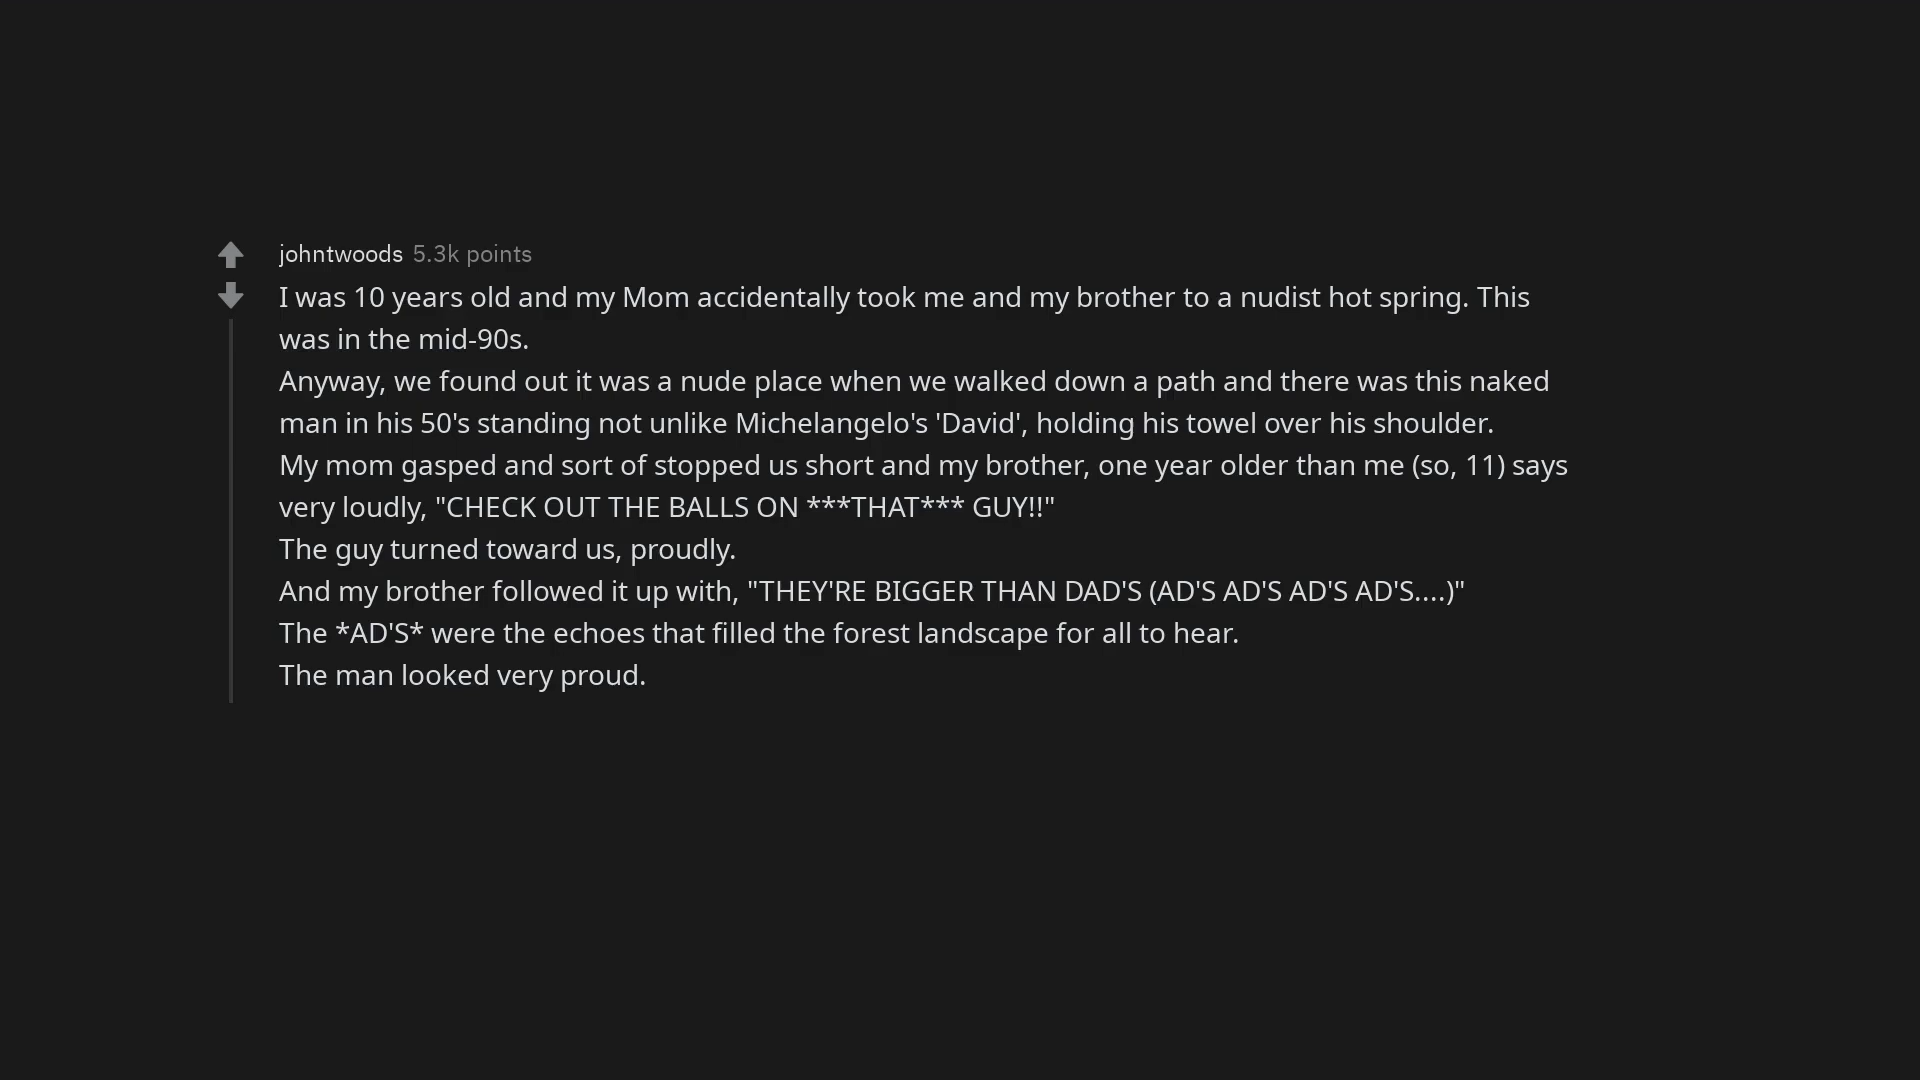 johntwoods 5.3k points
I was 10 years old and my Mom accidentally took me and my brother to a nudist hot spring. This
was in the mid-90s.
Anyway, we found out it was a nude place when we walked down a path and there was this naked
man in his 50's standing not unlike Michelangelo's 'David', holding his towel over his shoulder.
My mom gasped and sort of stopped us short and my brother, one year older than me (so, 11) says
very loudly, "CHECK OUT THE BALLS ON ***THAT*** GUY!!"
The guy turned toward us, proudly.
And my brother followed it up with, "THEY'RE BIGGER THAN DAD'S (AD'S AD'S AD'S AD'S....)"
The *AD'S* were the echoes that filled the forest landscape for all to hear.
The man looked very proud.